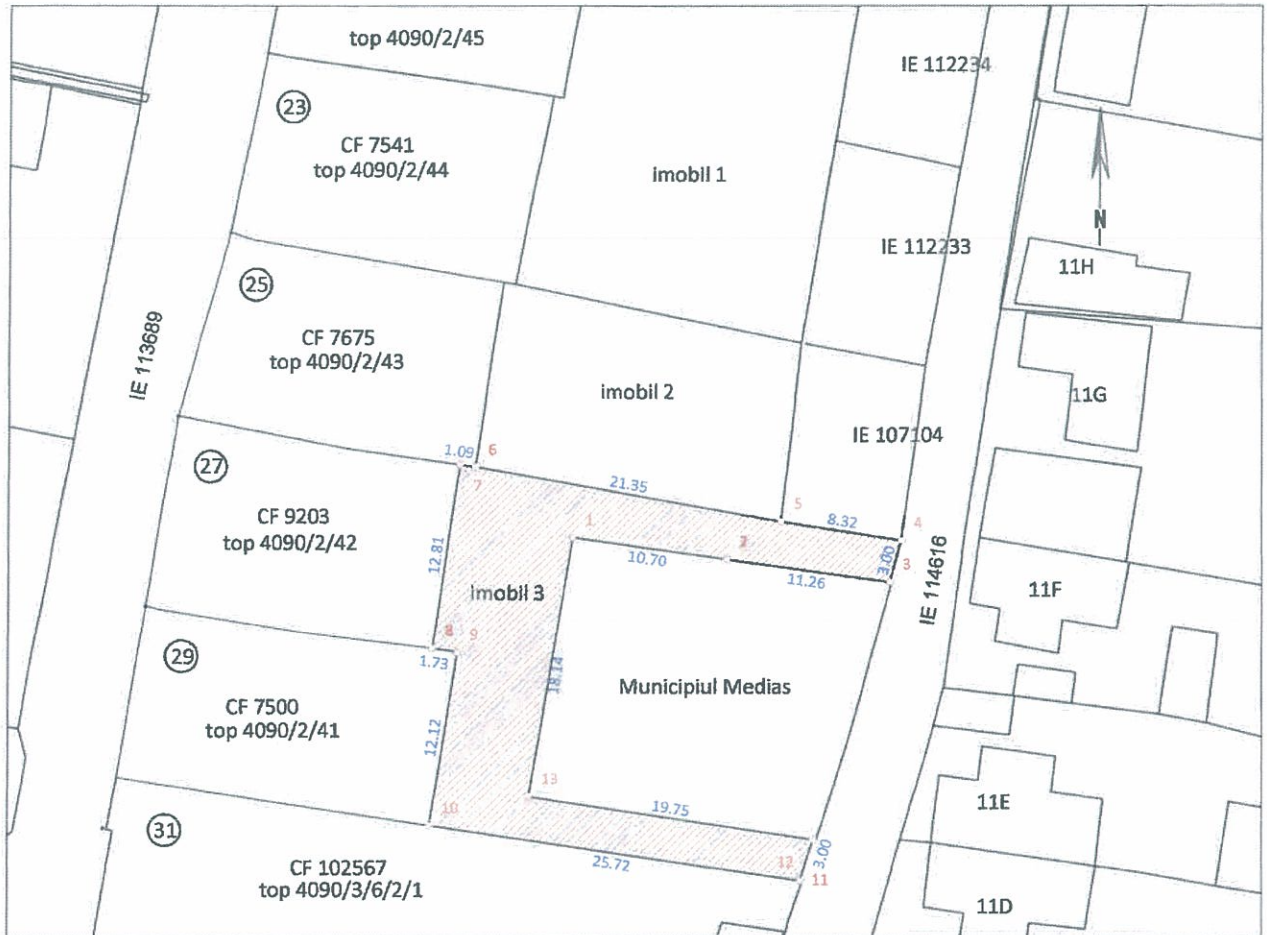 top 4090/2/45
IE 112234
23
CF 7541
top 4090/2/44
imobil 1
N
IE 112233
11H
25
CF 7675
top 4090/2/43
IE 113689
imobil 2
11G
IE 107104
1.09
6
27
7
21.35
5
8.32
4
CF 9203
top 4090/2/42
1
10.70
2
3.00
3
12.81
11.26
IE 114616
imobil 3
11F
8
9
29
1.73
18.14
Municipiul Medias
CF 7500
top 4090/2/41
12.12
13
11E
10
19.75
31
3.00
CF 102567
top 4090/3/6/2/1
25.72
12
11
11D